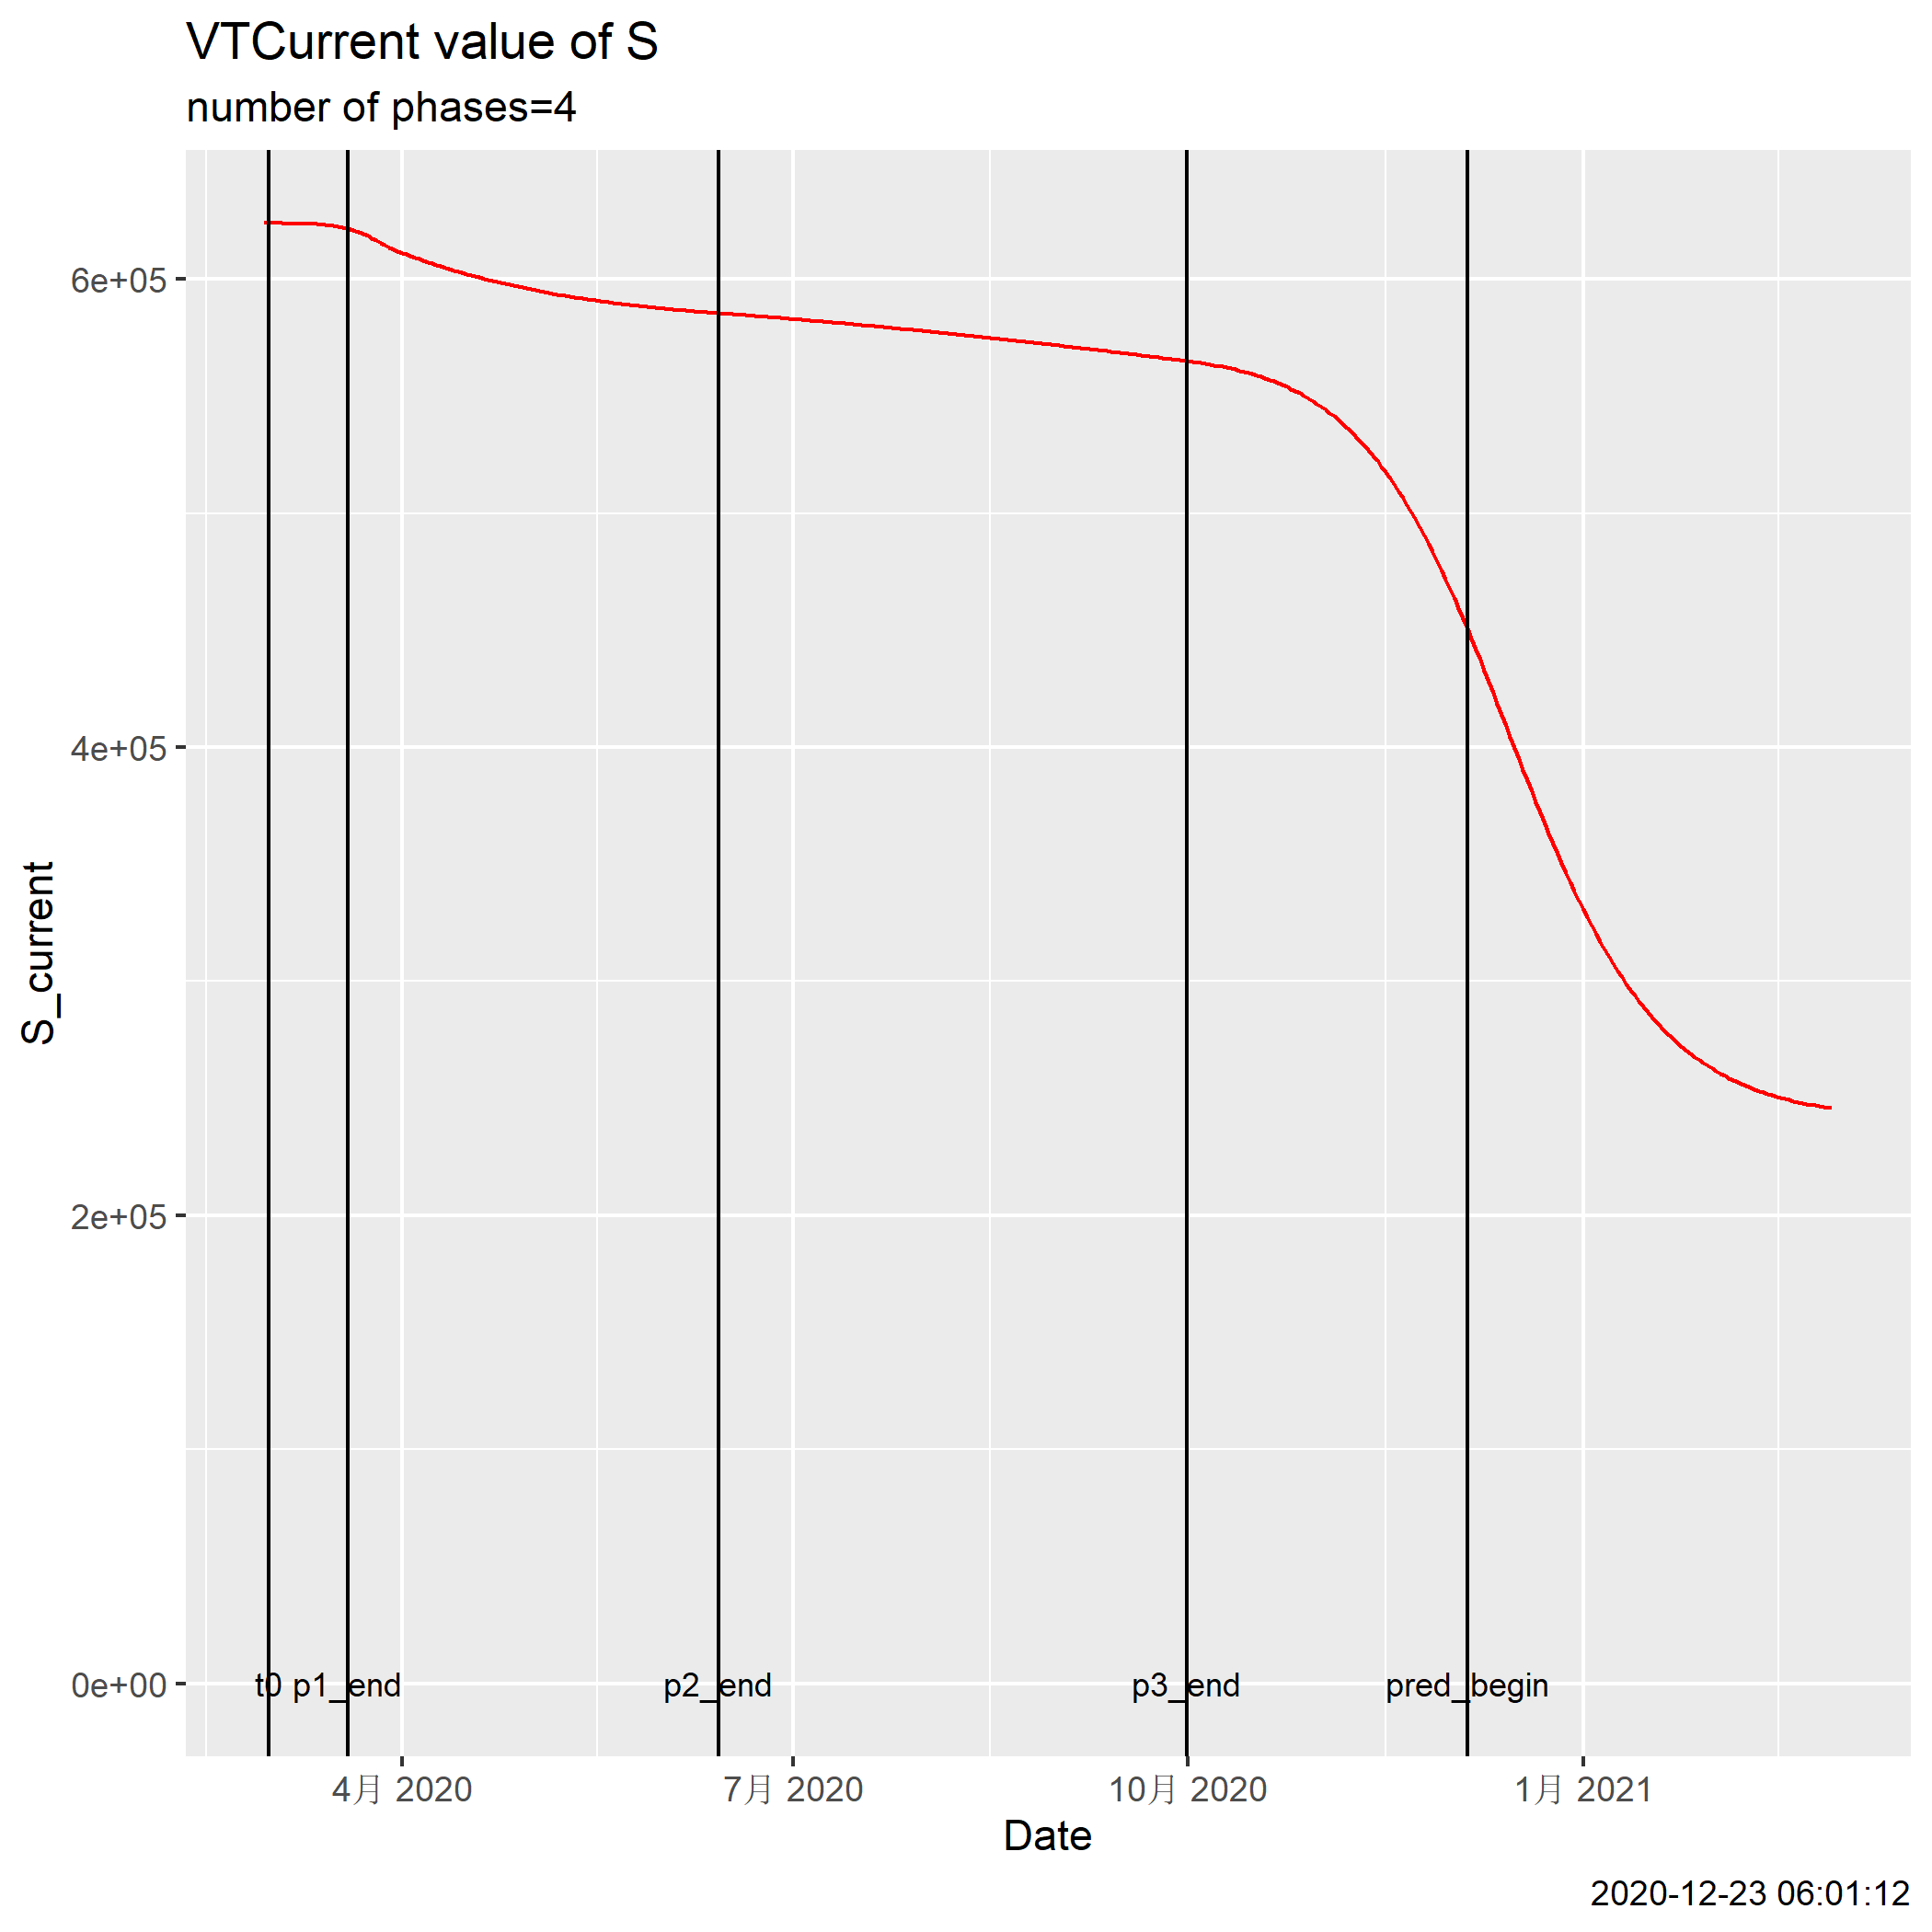 VTCurrent value of S
number of phases=4
S_current
6e+05
4e+05
2e+05
0e+00
t0 p1_end p2_end p3_end pred_begin
4月 2020 7月 2020 10月 2020 1月 2021
Date
2020-12-23 06:01:12